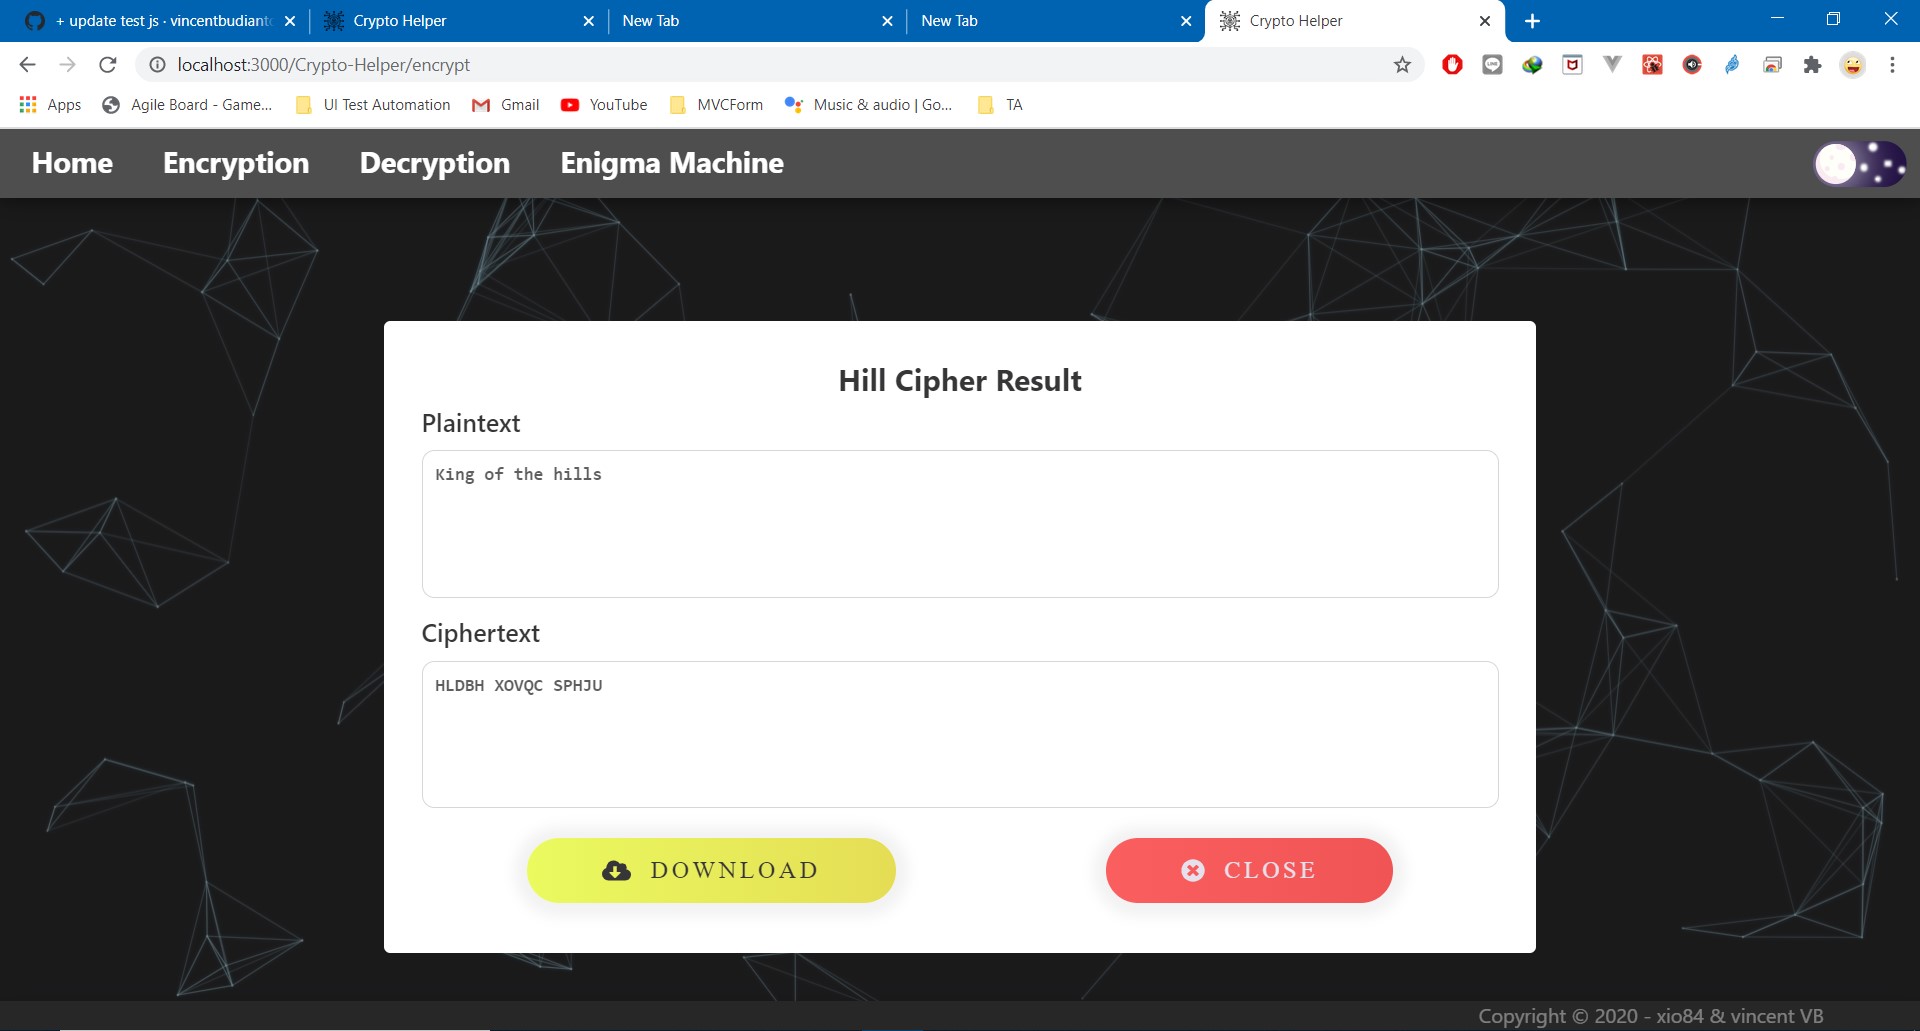 + update test js · vincentbudianto
Crypto Helper
New Tab
New Tab
Crypto Helper
localhost:3000/Crypto-Helper/encrypt
Apps
Agile Board - Game...
UI Test Automation
Gmail
YouTube
MVCForm
Music & audio | Go...
TA
Home
Encryption
Decryption
Enigma Machine
Hill Cipher Result
Plaintext
King of the hills
Ciphertext
HLDBH XOVQC SPHJU
DOWNLOAD
CLOSE
Copyright © 2020 - xio84 & vincent VB